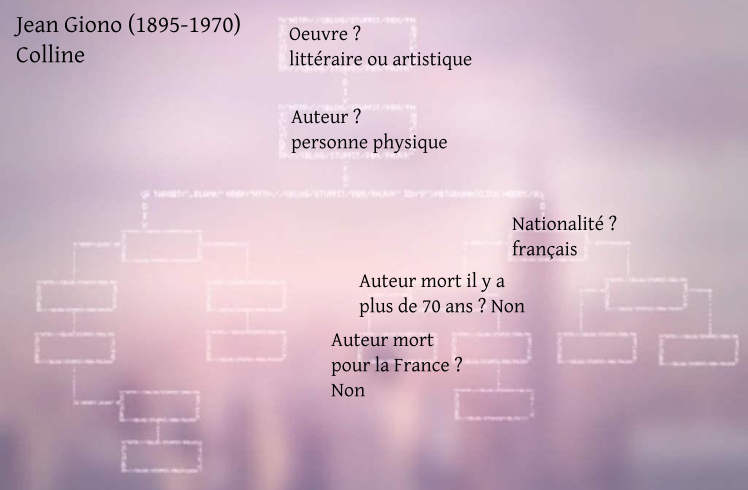 Jean Giono (1895-1970)
Colline
Oeuvre ?
littéraire ou artistique
Auteur ?
personne physique
Nationalité ?
français
Auteur mort il y a
plus de 70 ans ? Non
Auteur mort
pour la France ?
Non